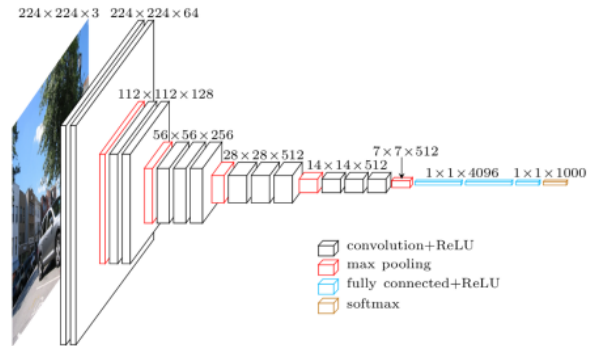 224×224×3
224×224×64
112×112×128
56×56×256
28×28×512
14×14×512
7×7×512
1×1×4096
1×1×1000
convolution+ReLU
max pooling
fully connected+ReLU
softmax